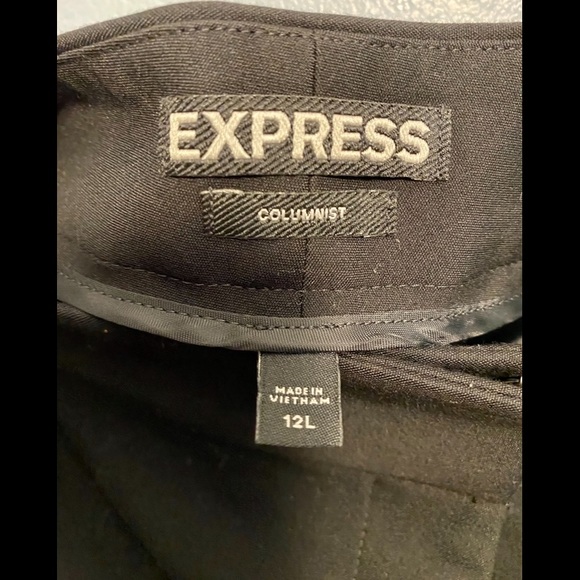 EXPRESS
COLUMNIST
MADE IN
VIETNAM
12L